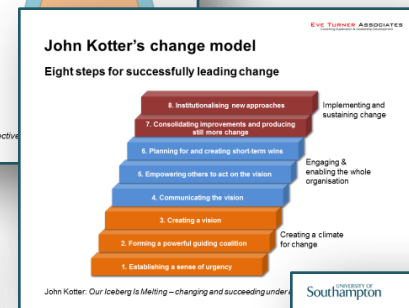 EVE TURNER ASSOCIATES
John Kotter's change model
Eight steps for successfully leading change
8. Institutionalising new approaches
7. Consolidating improvements and producing
still more change
Implementing and
sustaining change
6. Planning for and creating short-term wins
5. Empowering others to act on the vision
4. Communicating the vision
Engaging &
enabling the whole
organisation
3. Creating a vision
2. Forming a powerful guiding coalition
1. Establishing a sense of urgency
Creating a climate
for change
John Kotter: Our Iceberg Is Melting – changing and succeeding under
UNIVERSITY OF
Southampton